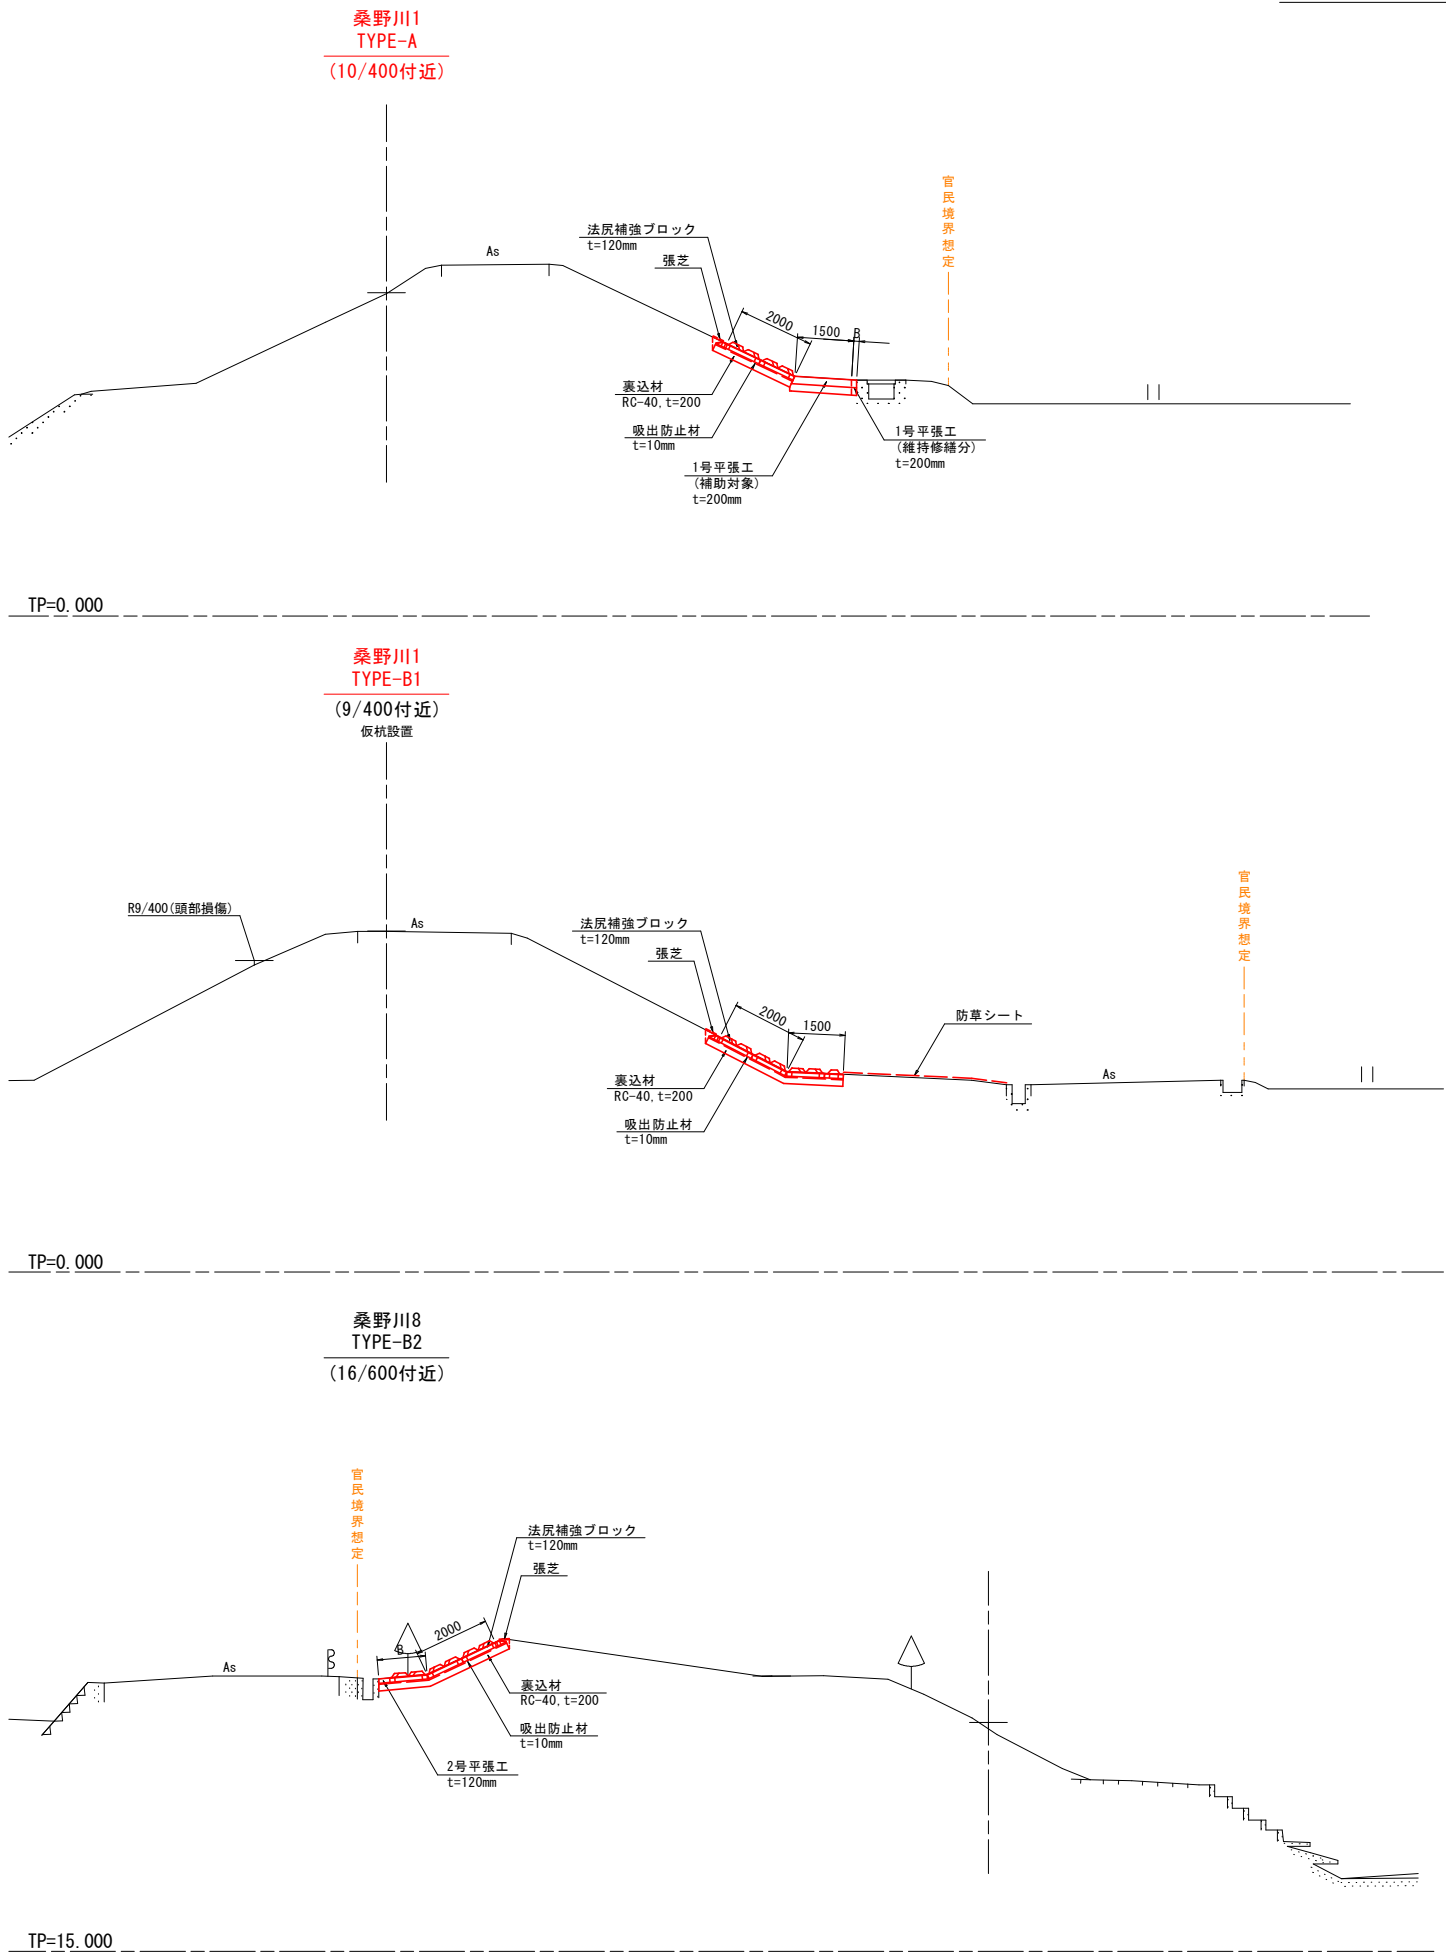 桑野川1
TYPE-A
(10/400付近)
官民境界想定
法尻補強ブロック
t=120mm
As
張芝
2000
1500
B
裏込材
RC-40,t=200
吸出防止材
t=10mm
1号平張工
(維持修繕分)
t=200mm
1号平張工
(補助対象)
t=200mm
TP=0.000
桑野川1
TYPE-B1
(9/400付近)
仮杭設置
官民境界想定
R9/400(頭部損傷)
As
法尻補強ブロック
t=120mm
張芝
2000
1500
防草シート
As
裏込材
RC-40,t=200
吸出防止材
t=10mm
TP=0.000
桑野川8
TYPE-B2
(16/600付近)
官民境界想定
法尻補強ブロック
t=120mm
張芝
2000
B
As
裏込材
RC-40,t=200
吸出防止材
t=10mm
2号平張工
t=120mm
TP=15.000